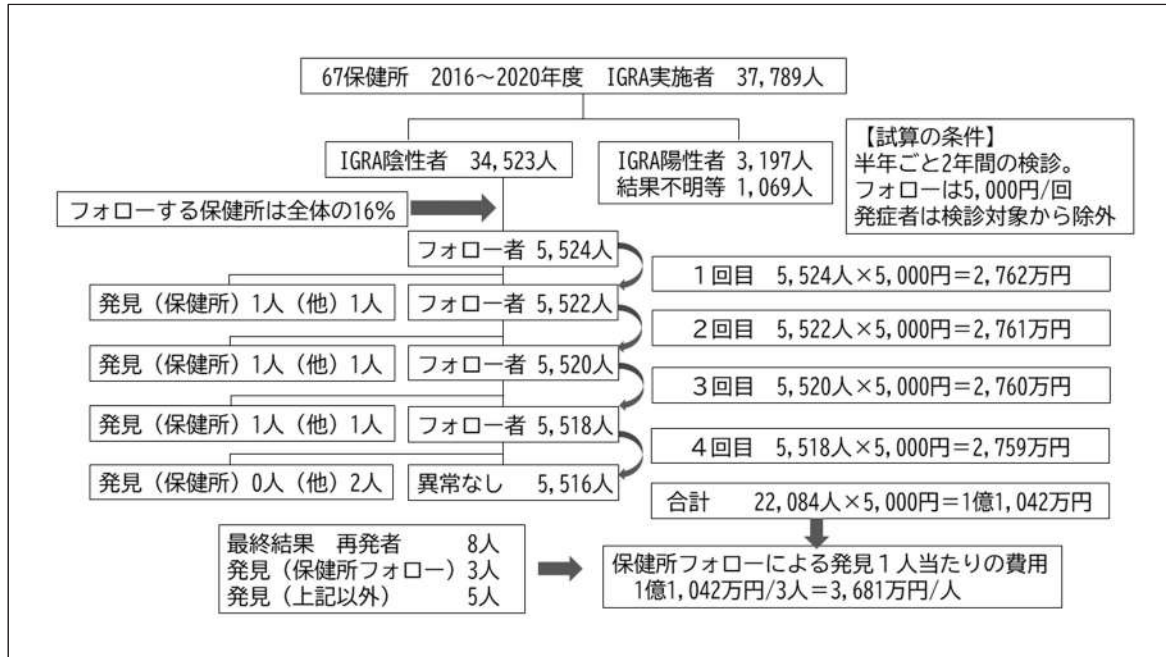 67保健所 2016～2020年度 IGRA実施者 37,789人
IGRA陰性者 34,523人
IGRA陽性者 3,197人
結果不明等 1,069人
【試算の条件】
半年ごと2年間の検診。
フォローは5,000円/回
発症者は検診対象から除外
フォローする保健所は全体の16%
フォロー者 5,524人
1回目 5,524人×5,000円＝2,762万円
発見（保健所）1人（他）1人
フォロー者 5,522人
2回目 5,522人×5,000円＝2,761万円
発見（保健所）1人（他）1人
フォロー者 5,520人
3回目 5,520人×5,000円＝2,760万円
発見（保健所）1人（他）1人
フォロー者 5,518人
4回目 5,518人×5,000円＝2,759万円
発見（保健所）0人（他）2人
異常なし 5,516人
合計 22,084人×5,000円＝1億1,042万円
最終結果 再発者 8人
発見（保健所フォロー）3人
発見（上記以外） 5人
保健所フォローによる発見１人当たりの費用
1億1,042万円/3人＝3,681万円/人